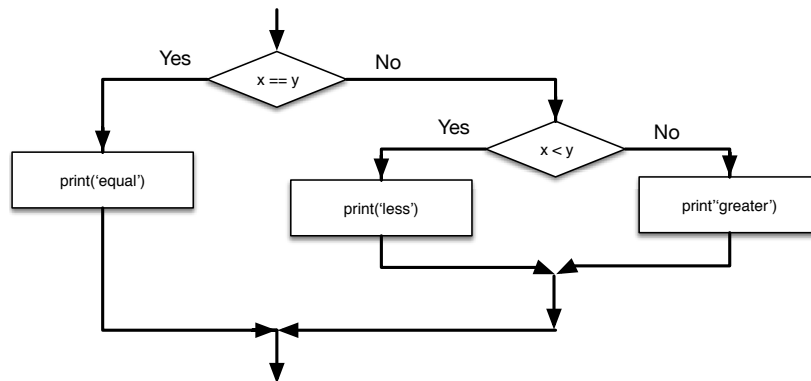 Yes
x == y
No
Yes
x < y
No
print(‘equal’)
print(‘less’)
print'‘greater’)